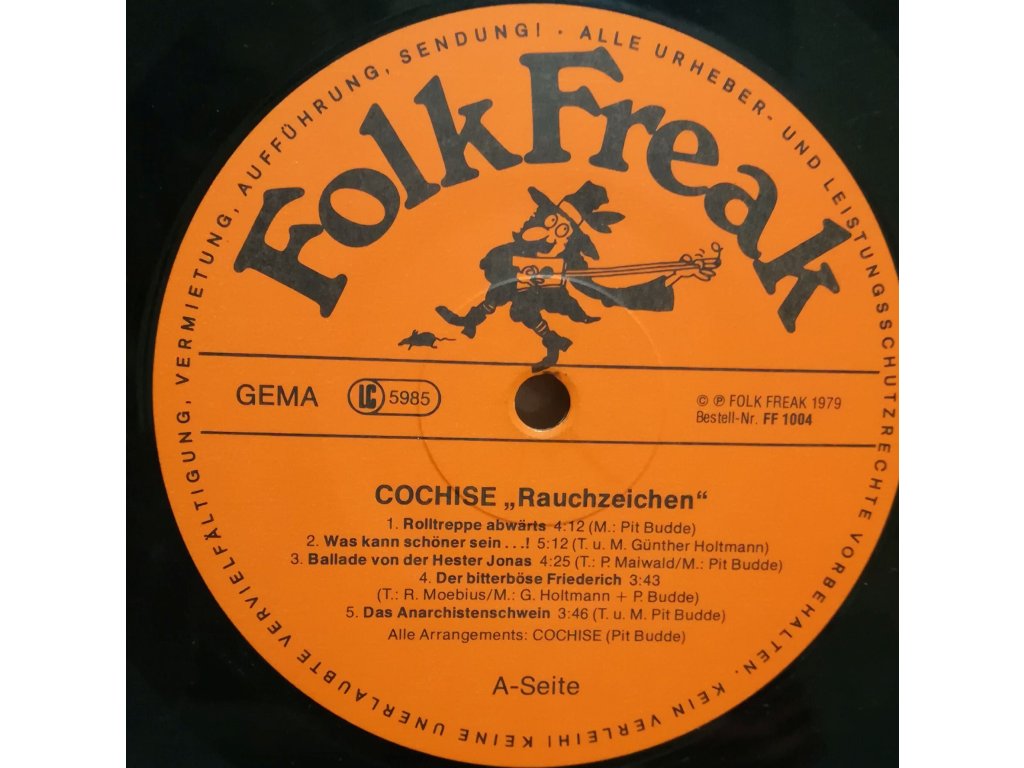 ALLE URHEBER- UND LEISTUNGSSCHUTZRECHTE VORBEHALTEN. KEIN VERLEIH! KEINE UNERLAUBTE VERVIELFÄLTIGUNG, VERMIETUNG, AUFFÜHRUNG, SENDUNG! ·
Folk Freak
GEMA LC 5985
© ℗ FOLK FREAK 1979
Bestell-Nr. FF 1004
COCHISE „Rauchzeichen“
1. Rolltreppe abwärts 4:12 (M.: Pit Budde)
2. Was kann schöner sein . . .! 5:12 (T. u. M. Günther Holtmann)
3. Ballade von der Hester Jonas 4:25 (T.: P. Maiwald/M.: Pit Budde)
4. Der bitterböse Friederich 3:43
(T.: R. Moebius/M.: G. Holtmann + P. Budde)
5. Das Anarchistenschwein 3:46 (T. u. M. Pit Budde)
Alle Arrangements: COCHISE (Pit Budde)
A-Seite